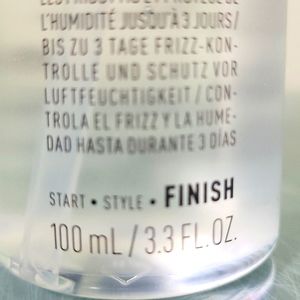 L'HUMIDITÉ JUSQU'À 3 JOURS/
BIS ZU 3 TAGE FRIZZ-KON-
TROLLE UND SCHUTZ VOR
LUFTFEUCHTIGKEIT / CON-
TROLA EL FRIZZ Y LA HUME-
DAD HASTA DURANTE 3 DÍAS
START • STYLE • FINISH
100 mL / 3.3 FL.OZ.